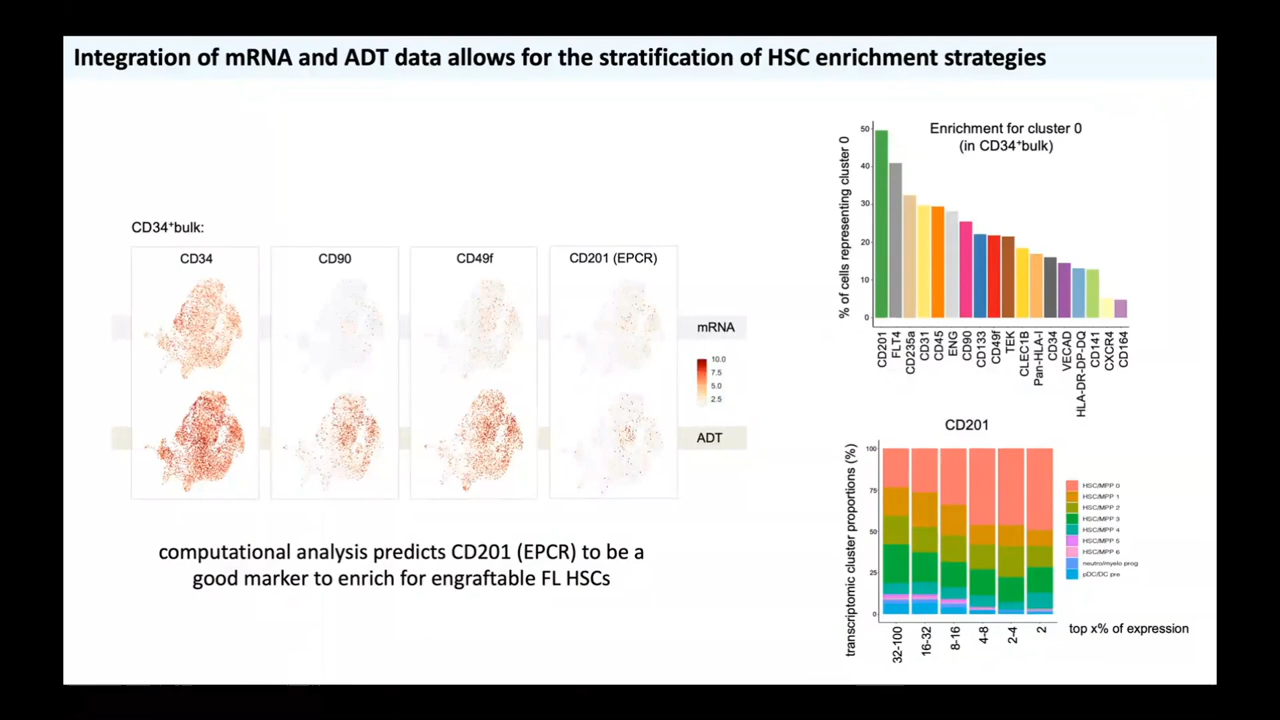 Integration of mRNA and ADT data allows for the stratification of HSC enrichment strategies
CD34⁺bulk:
CD34
CD90
CD49f
CD201 (EPCR)
mRNA
10.0
7.5
5.0
2.5
ADT
computational analysis predicts CD201 (EPCR) to be a
good marker to enrich for engraftable FL HSCs
Enrichment for cluster 0
(in CD34⁺bulk)
% of cells representing cluster 0
50
40
30
20
10
0
CD201
FLT4
CD235a
CD31
CD45
ENG
CD90
CD133
CD49f
TEK
CLEC1B
Pan-HLA-I
CD34
VECAD
HLA-DR-DP-DQ
CD141
CXCR4
CD164
CD201
transcriptomic cluster proportions (%)
100
75
50
25
0
32-100
16-32
8-16
4-8
2-4
2
top x% of expression
HSC/MPP 0
HSC/MPP 1
HSC/MPP 2
HSC/MPP 3
HSC/MPP 4
HSC/MPP 5
HSC/MPP 6
neutro/myelo prog
pDC/DC pre